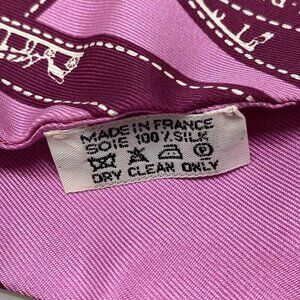 MADE IN FRANCE
SOIE 100% SILK
DRY CLEAN ONLY